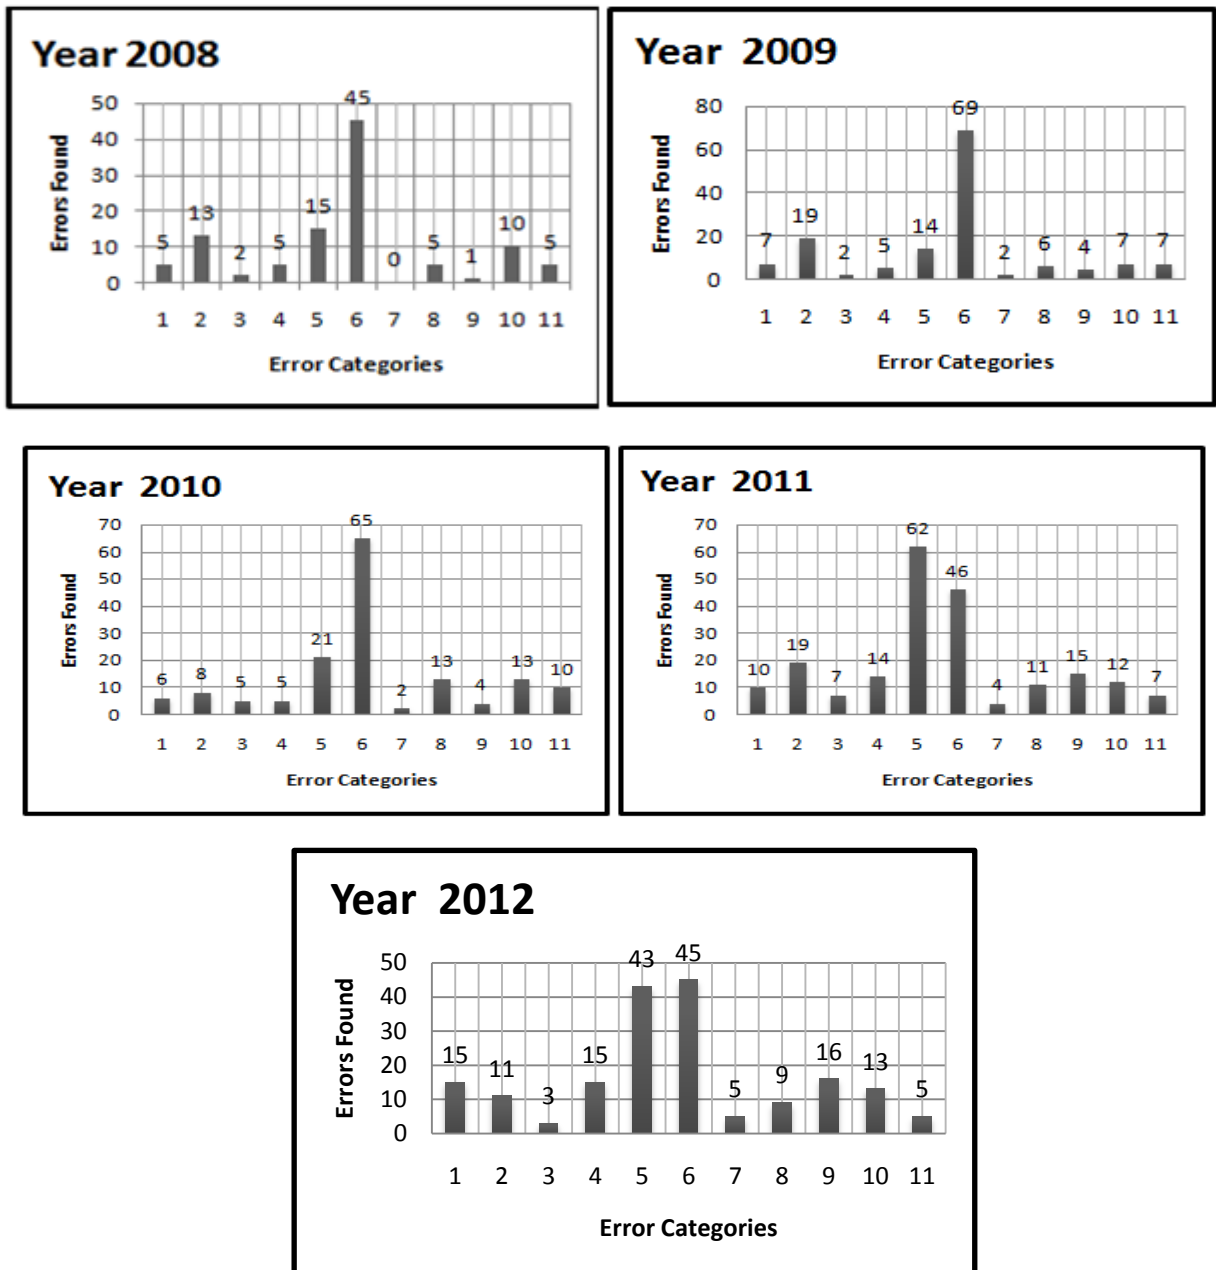 Year 2008
50
40
30
20
10
0
Errors Found
5 13 2 5 15 45 0 5 1 10 5
1 2 3 4 5 6 7 8 9 10 11
Error Categories
Year 2009
80
60
40
20
0
Errors Found
7 19 2 5 14 69 2 6 4 7 7
1 2 3 4 5 6 7 8 9 10 11
Error Categories
Year 2010
70
60
50
40
30
20
10
0
Errors Found
6 8 5 5 21 65 2 13 4 13 10
1 2 3 4 5 6 7 8 9 10 11
Error Categories
Year 2011
70
60
50
40
30
20
10
0
Errors Found
10 19 7 14 62 46 4 11 15 12 7
1 2 3 4 5 6 7 8 9 10 11
Error Categories
Year 2012
50
40
30
20
10
0
Errors Found
15 11 3 15 43 45 5 9 16 13 5
1 2 3 4 5 6 7 8 9 10 11
Error Categories